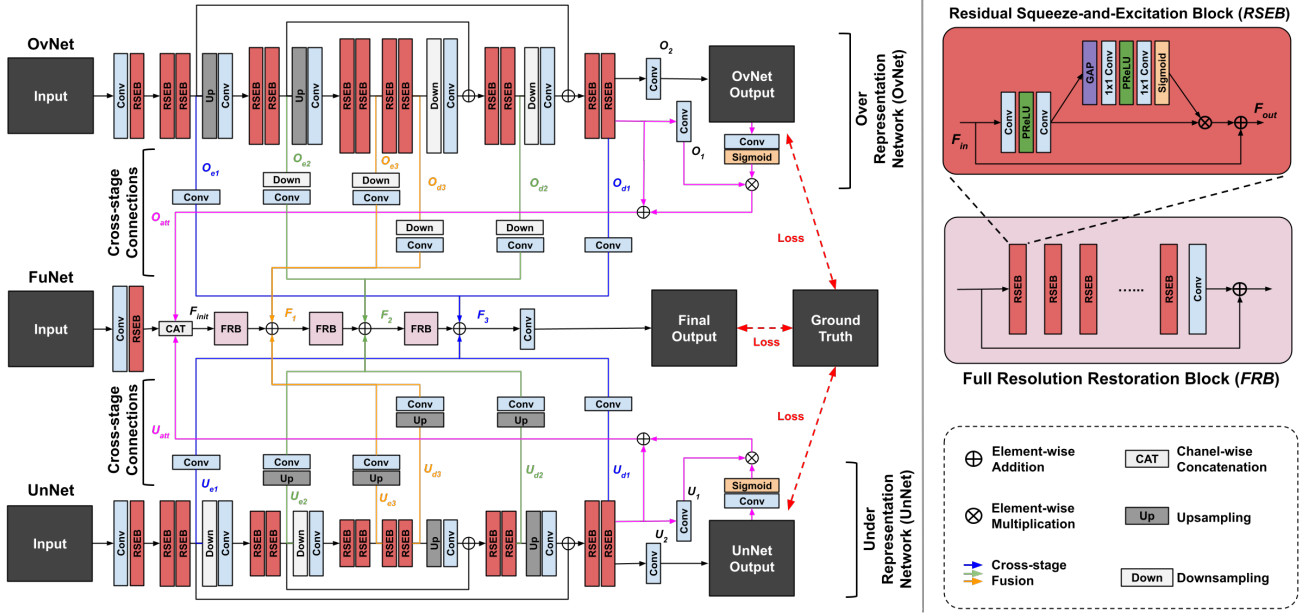 OvNet
Input
Conv
RSEB
RSEB
RSEB
Up
Conv
RSEB
RSEB
Up
Conv
RSEB
RSEB
RSEB
RSEB
Down
Conv
RSEB
RSEB
Down
Conv
RSEB
RSEB
O2
Conv
OvNet
Output
Conv
O1
Conv
Sigmoid
Over
Representation
Network (OvNet)
Cross-stage
Connections
Oe1
Conv
Oe2
Down
Conv
Oe3
Down
Conv
Od3
Down
Conv
Od2
Down
Conv
Od1
Conv
Oatt
Loss
FuNet
Input
Conv
RSEB
CAT
Finit
FRB
F1
FRB
F2
FRB
F3
Conv
Final
Output
Loss
Ground
Truth
Cross-stage
Connections
Uatt
Conv
Ue1
Conv
Up
Ue2
Conv
Up
Ue3
Conv
Up
Ud3
Conv
Up
Ud2
Conv
Ud1
Loss
UnNet
Input
Conv
RSEB
RSEB
RSEB
Down
Conv
RSEB
RSEB
Down
Conv
RSEB
RSEB
RSEB
RSEB
Up
Conv
RSEB
RSEB
Up
Conv
RSEB
RSEB
U1
Conv
U2
Conv
Sigmoid
Conv
UnNet
Output
Under
Representation
Network (UnNet)
Residual Squeeze-and-Excitation Block (RSEB)
Fin
Conv
PReLU
Conv
GAP
1x1 Conv
PReLU
1x1 Conv
Sigmoid
Fout
RSEB
RSEB
RSEB
......
RSEB
Conv
Full Resolution Restoration Block (FRB)
Element-wise
Addition
CAT
Chanel-wise
Concatenation
Element-wise
Multiplication
Up
Upsampling
Cross-stage
Fusion
Down
Downsampling